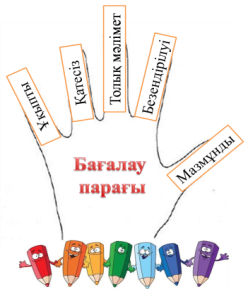 Ұқыпты
Қатесіз
Толық мәлімет
Безендірілуі
Мазмұнды
Бағалау
парағы